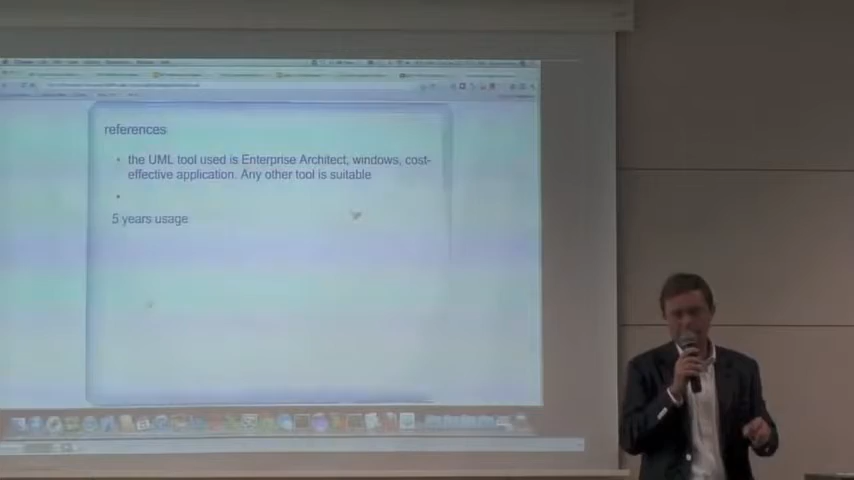 references
• the UML tool used is Enterprise Architect, windows, cost-
effective application. Any other tool is suitable
•
5 years usage